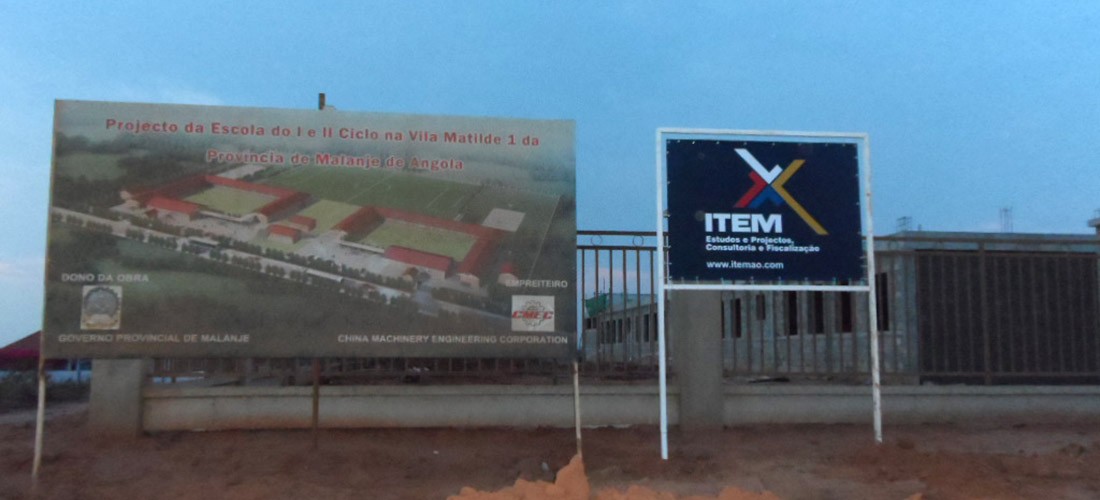 Projecto da Escola do I e II Ciclo na Vila Matilde 1 da
Província de Malanje de Angola
DONO DA OBRA
GOVERNO PROVINCIAL DE MALANJE
EMPREITEIRO
CMEC
CHINA MACHINERY ENGINEERING CORPORATION
ITEM
Estudos e Projectos,
Consultoria e Fiscalização
www.itemao.com